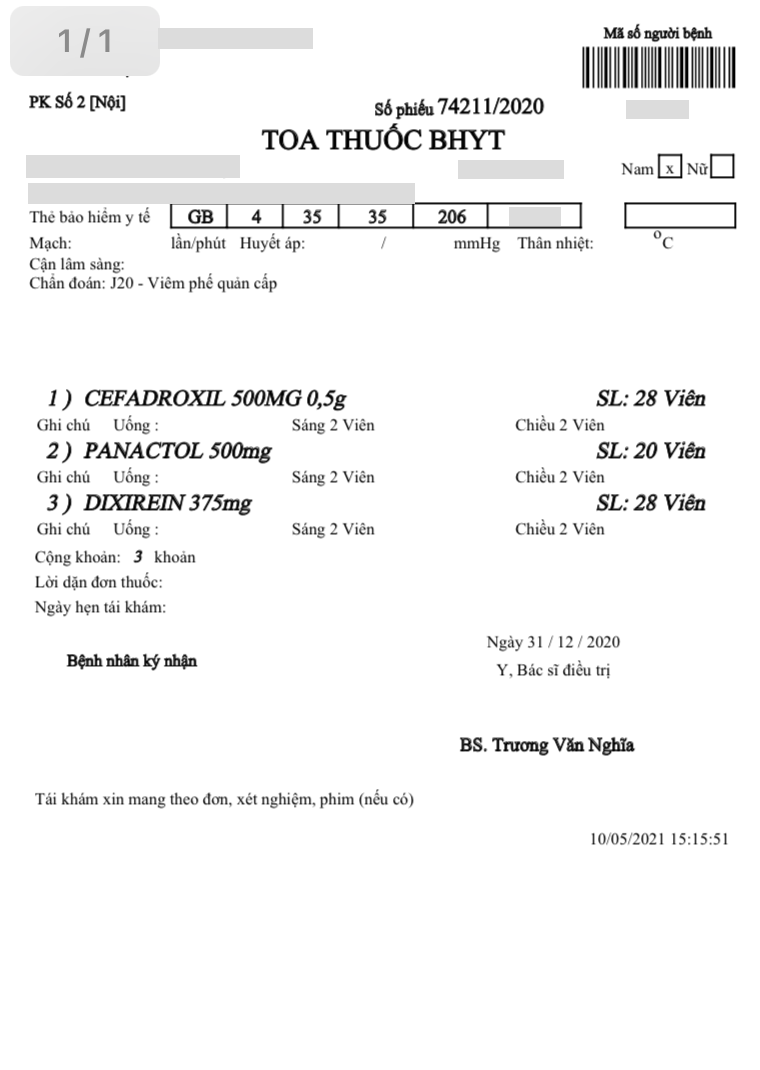 1/1
Mã số người bệnh
PK Số 2 [Nội]
Số phiếu 74211/2020
TOA THUỐC BHYT
Nam x Nữ
Thẻ bảo hiểm y tế GB 4 35 35 206
Mạch: lần/phút Huyết áp: / mmHg Thân nhiệt: °C
Cận lâm sàng:
Chẩn đoán: J20 - Viêm phế quản cấp
1 ) CEFADROXIL 500MG 0,5g SL: 28 Viên
Ghi chú Uống : Sáng 2 Viên Chiều 2 Viên
2 ) PANACTOL 500mg SL: 20 Viên
Ghi chú Uống : Sáng 2 Viên Chiều 2 Viên
3 ) DIXIREIN 375mg SL: 28 Viên
Ghi chú Uống : Sáng 2 Viên Chiều 2 Viên
Cộng khoản: 3 khoản
Lời dặn đơn thuốc:
Ngày hẹn tái khám:
Ngày 31 / 12 / 2020
Bệnh nhân ký nhận
Y, Bác sĩ điều trị
BS. Trương Văn Nghĩa
Tái khám xin mang theo đơn, xét nghiệm, phim (nếu có)
10/05/2021 15:15:51